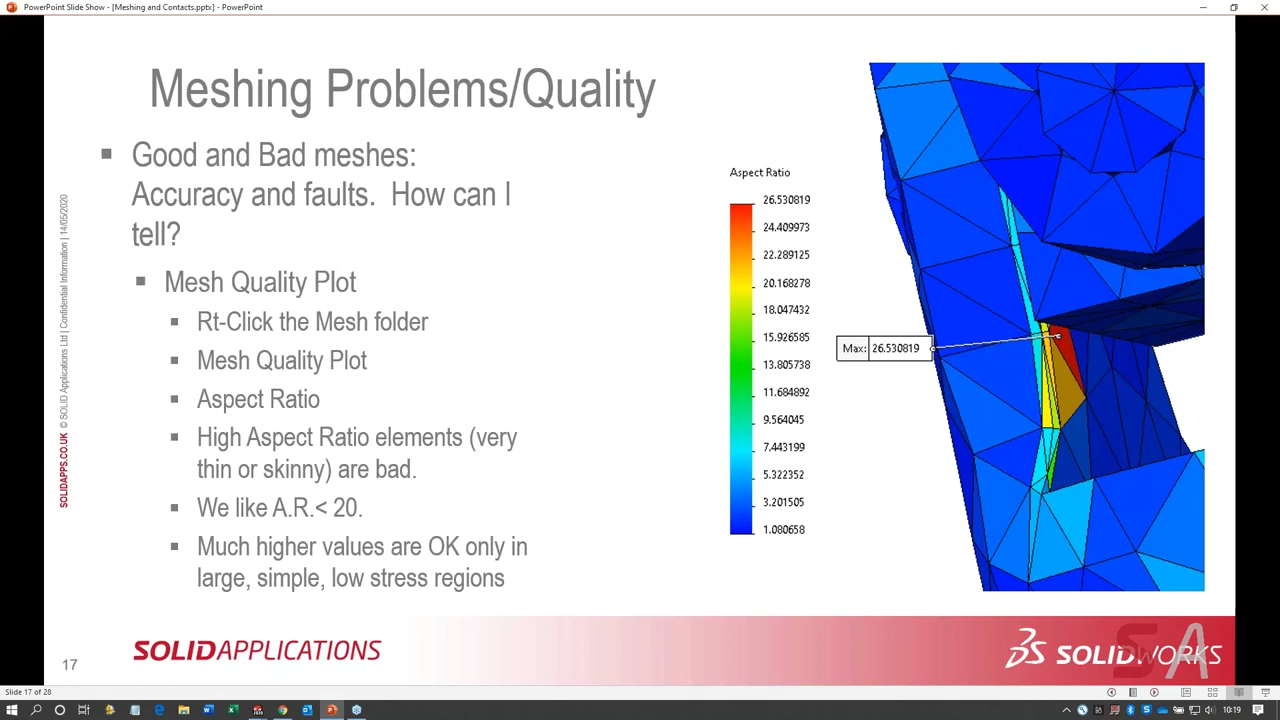 PowerPoint Slide Show - [Meshing and Contacts.pptx] - PowerPoint
Meshing Problems/Quality
Good and Bad meshes:
Accuracy and faults.  How can I
tell?
Mesh Quality Plot
Rt-Click the Mesh folder
Mesh Quality Plot
Aspect Ratio
High Aspect Ratio elements (very
thin or skinny) are bad.
We like A.R.< 20.
Much higher values are OK only in
large, simple, low stress regions
Aspect Ratio
26.530819
24.409973
22.289125
20.168278
18.047432
15.926585
13.805738
11.684892
9.564045
7.443199
5.322352
3.201505
1.080658
Max: 26.530819
SOLIDAPPS.CO.UK © SOLID Applications Ltd | Confidential Information | 14/05/2020
17
SOLIDAPPLICATIONS
SOLIDWORKS
SA
Slide 17 of 28
10:19